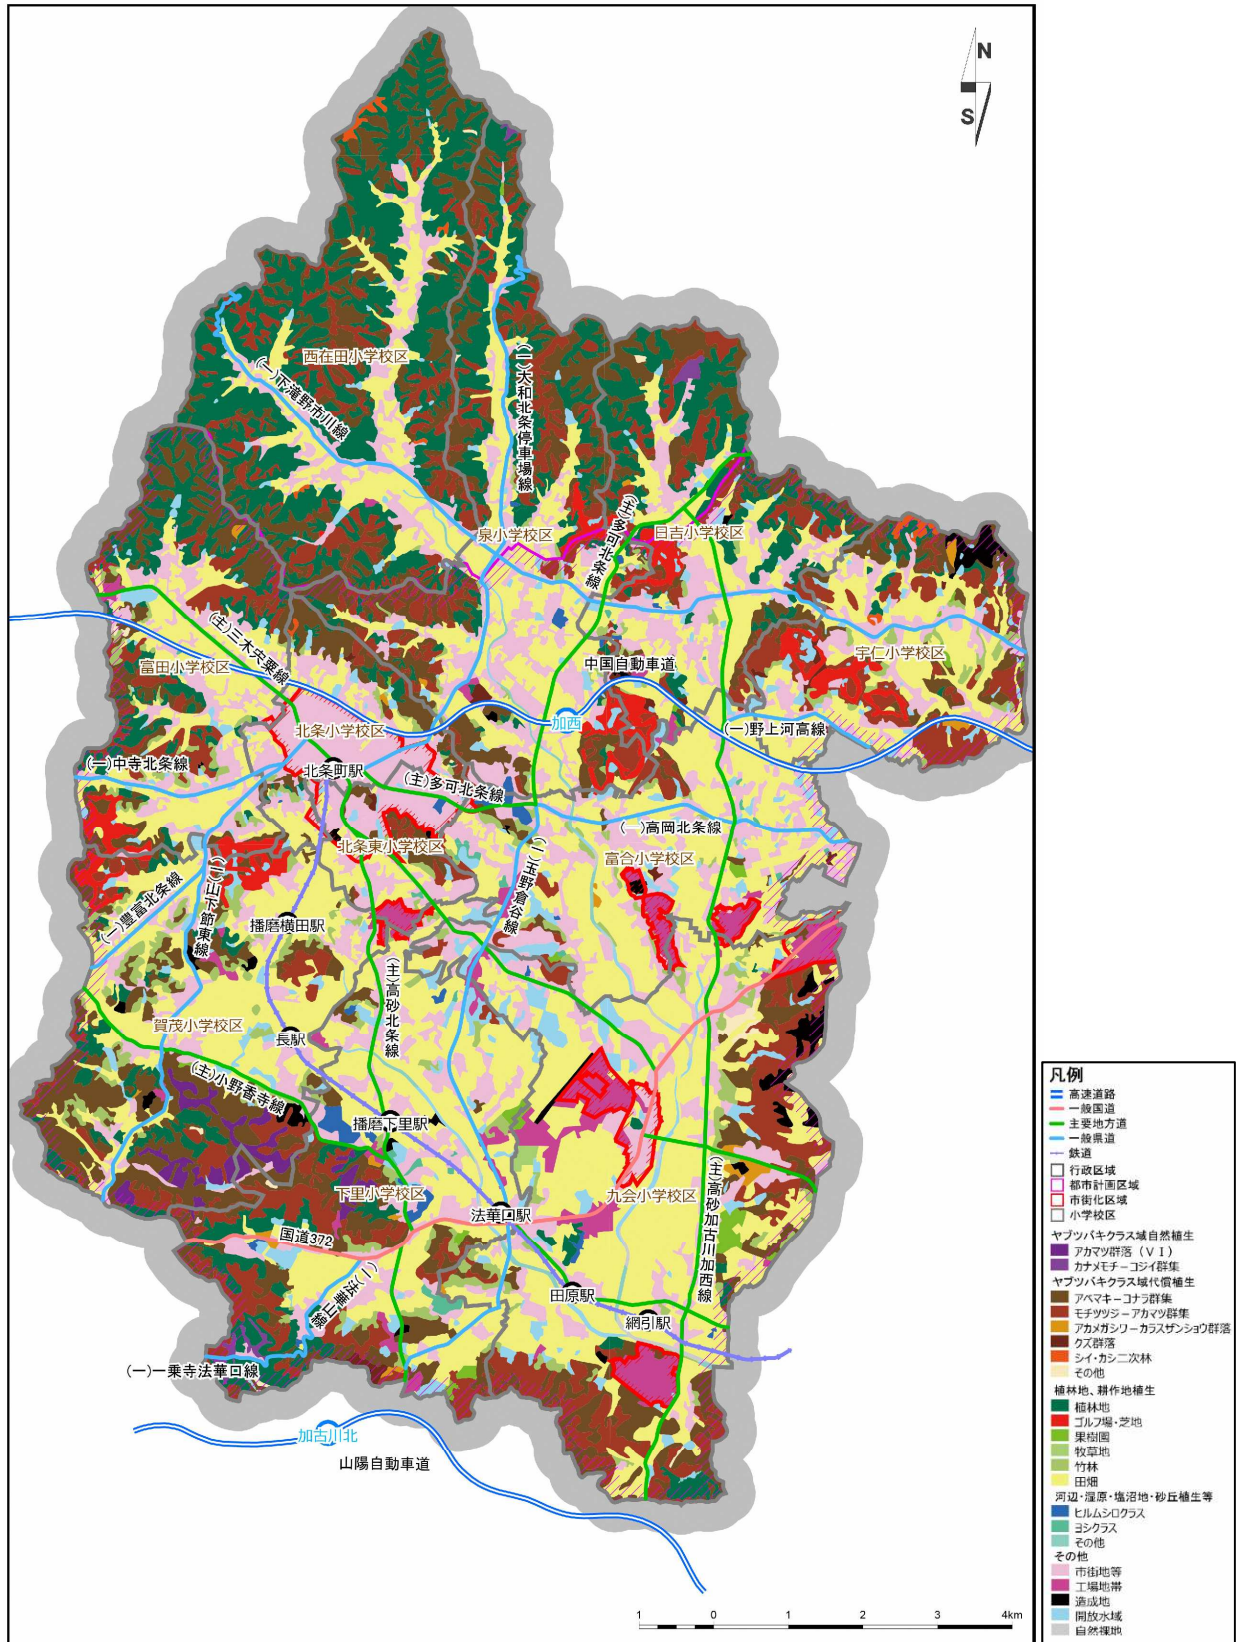 N
S
西在田小学校区
(一)下滝野市川線
(一)大和北条停車場線
泉小学校区
(主)多可北条線
日吉小学校区
宇仁小学校区
(主)三木宍粟線
富田小学校区
中国自動車道
加西
北条小学校区
(一)野上河高線
(一)中寺北条線
北条町駅
(主)多可北条線
(一)高岡北条線
北条東小学校区
(一)玉野倉谷線
富合小学校区
(一)豊富北条線
(一)山下節東線
播磨横田駅
(主)高砂北条線
賀茂小学校区
長駅
(主)小野香寺線
播磨下里駅
下里小学校区
九会小学校区
(主)高砂加古川加西線
法華口駅
国道372
(一)法華山線
田原駅
網引駅
(一)一乗寺法華口線
加古川北
山陽自動車道
1 0 1 2 3 4km
凡例
高速道路
一般国道
主要地方道
一般県道
鉄道
行政区域
都市計画区域
市街化区域
小学校区
ヤブツバキクラス域自然植生
アカマツ群落(VI)
カナメモチーコジイ群集
ヤブツバキクラス域代償植生
アベマキーコナラ群集
モチツツジーアカマツ群集
アカメガシワーカラスザンショウ群落
クズ群落
シイ・カシ二次林
その他
植林地、耕作地植生
植林地
ゴルフ場・芝地
果樹園
牧草地
竹林
田畑
河辺・湿原・塩沼地・砂丘植生等
ヒルムシロクラス
ヨシクラス
その他
その他
市街地等
工場地帯
造成地
開放水域
自然裸地